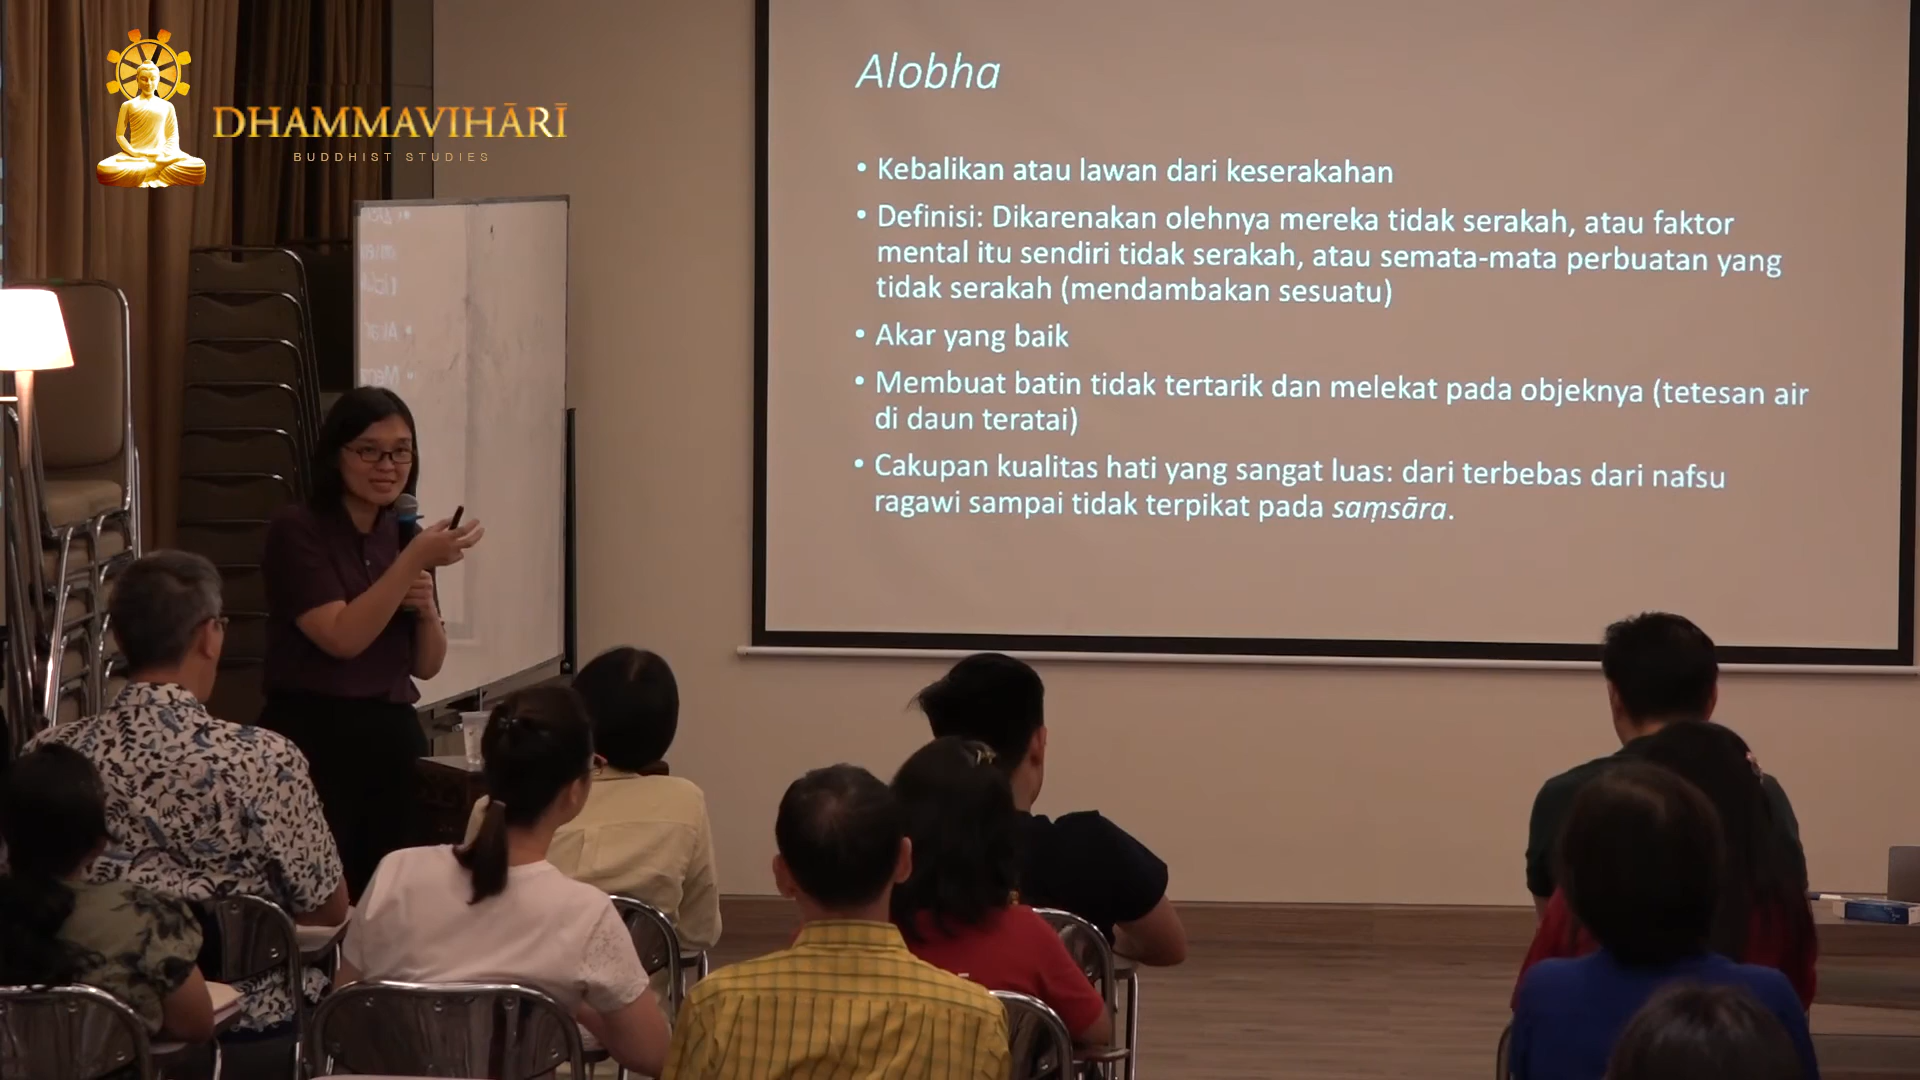 DHAMMAVIHĀRĪ
BUDDHIST STUDIES
Alobha
• Kebalikan atau lawan dari keserakahan
• Definisi: Dikarenakan olehnya mereka tidak serakah, atau faktor
mental itu sendiri tidak serakah, atau semata-mata perbuatan yang
tidak serakah (mendambakan sesuatu)
• Akar yang baik
• Membuat batin tidak tertarik dan melekat pada objeknya (tetesan air
di daun teratai)
• Cakupan kualitas hati yang sangat luas: dari terbebas dari nafsu
ragawi sampai tidak terpikat pada saṃsāra.